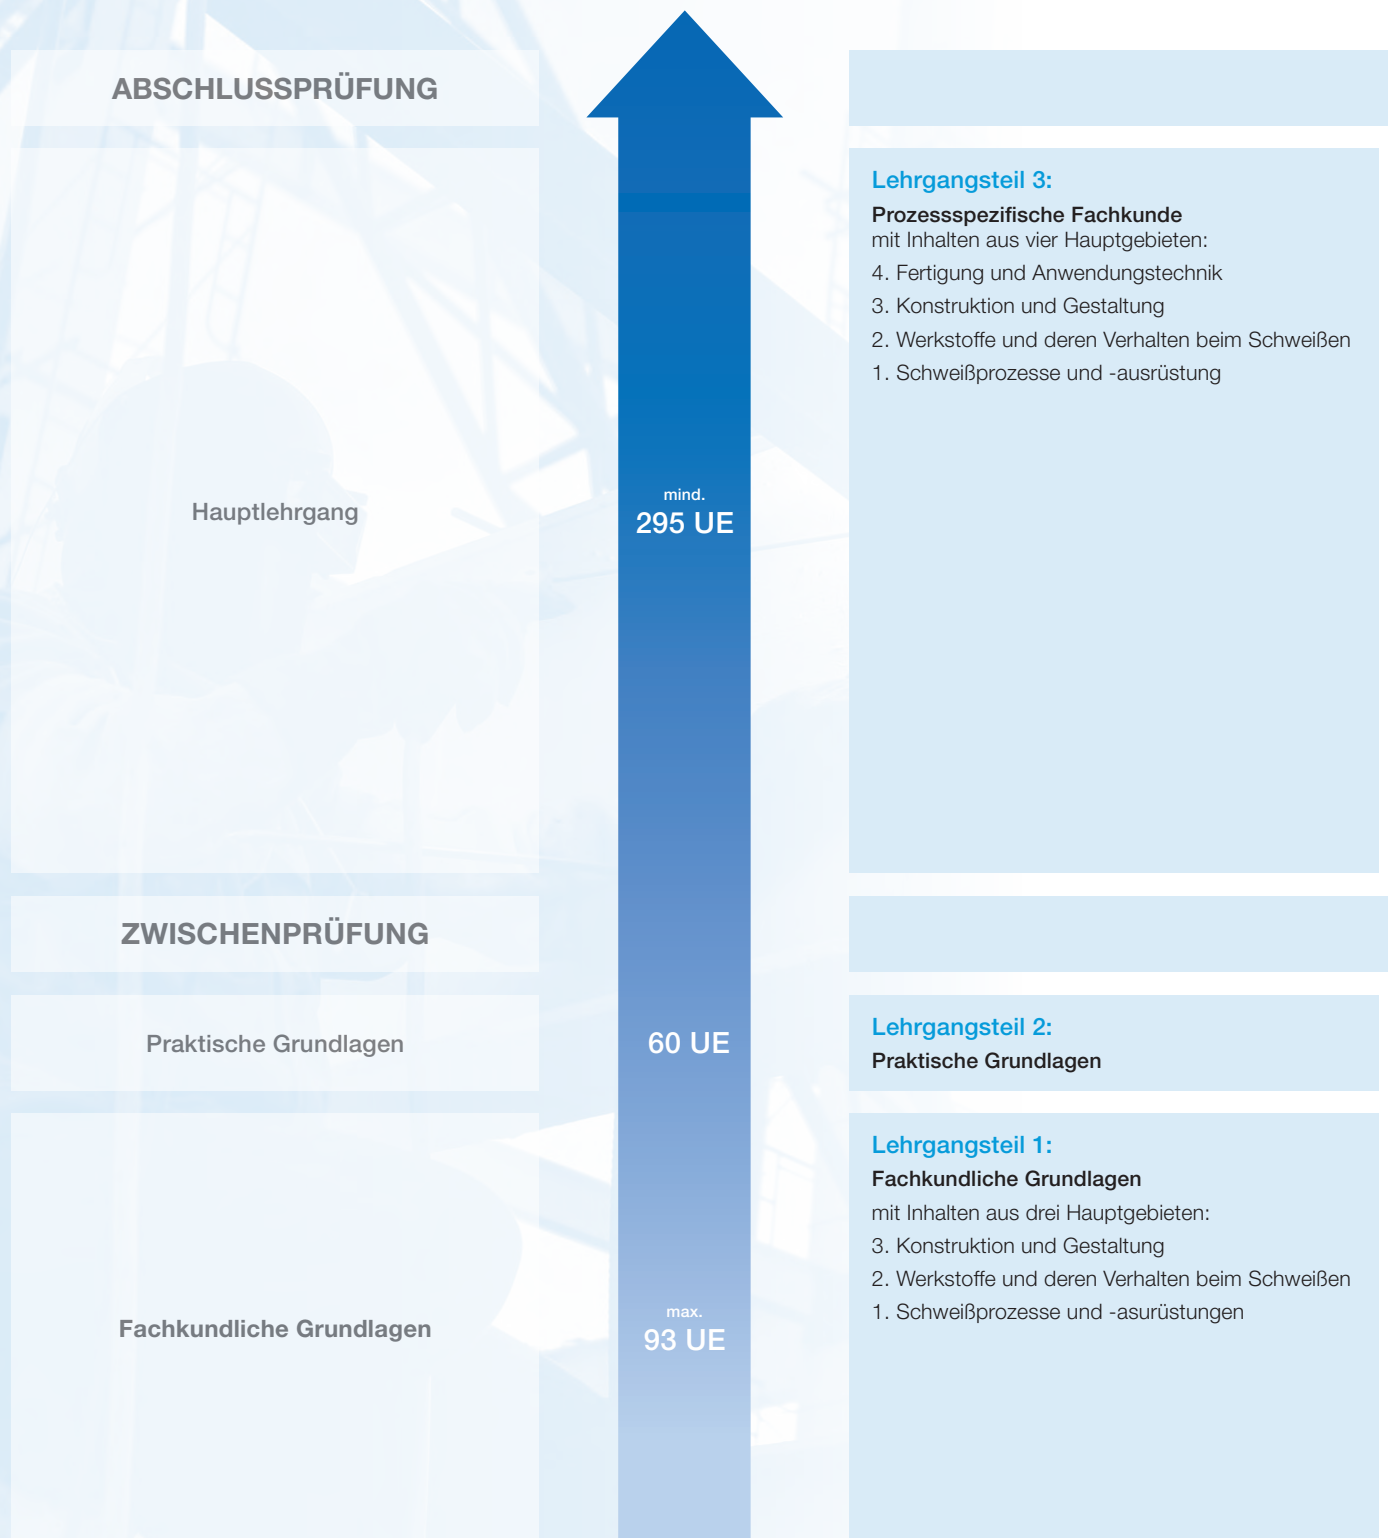 ABSCHLUSSPRÜFUNG
Hauptlehrgang
mind.
295 UE
Lehrgangsteil 3:
Prozessspezifische Fachkunde
mit Inhalten aus vier Hauptgebieten:
4. Fertigung und Anwendungstechnik
3. Konstruktion und Gestaltung
2. Werkstoffe und deren Verhalten beim Schweißen
1. Schweißprozesse und -ausrüstung
ZWISCHENPRÜFUNG
Praktische Grundlagen
60 UE
Lehrgangsteil 2:
Praktische Grundlagen
Fachkundliche Grundlagen
max.
93 UE
Lehrgangsteil 1:
Fachkundliche Grundlagen
mit Inhalten aus drei Hauptgebieten:
3. Konstruktion und Gestaltung
2. Werkstoffe und deren Verhalten beim Schweißen
1. Schweißprozesse und -asurüstungen